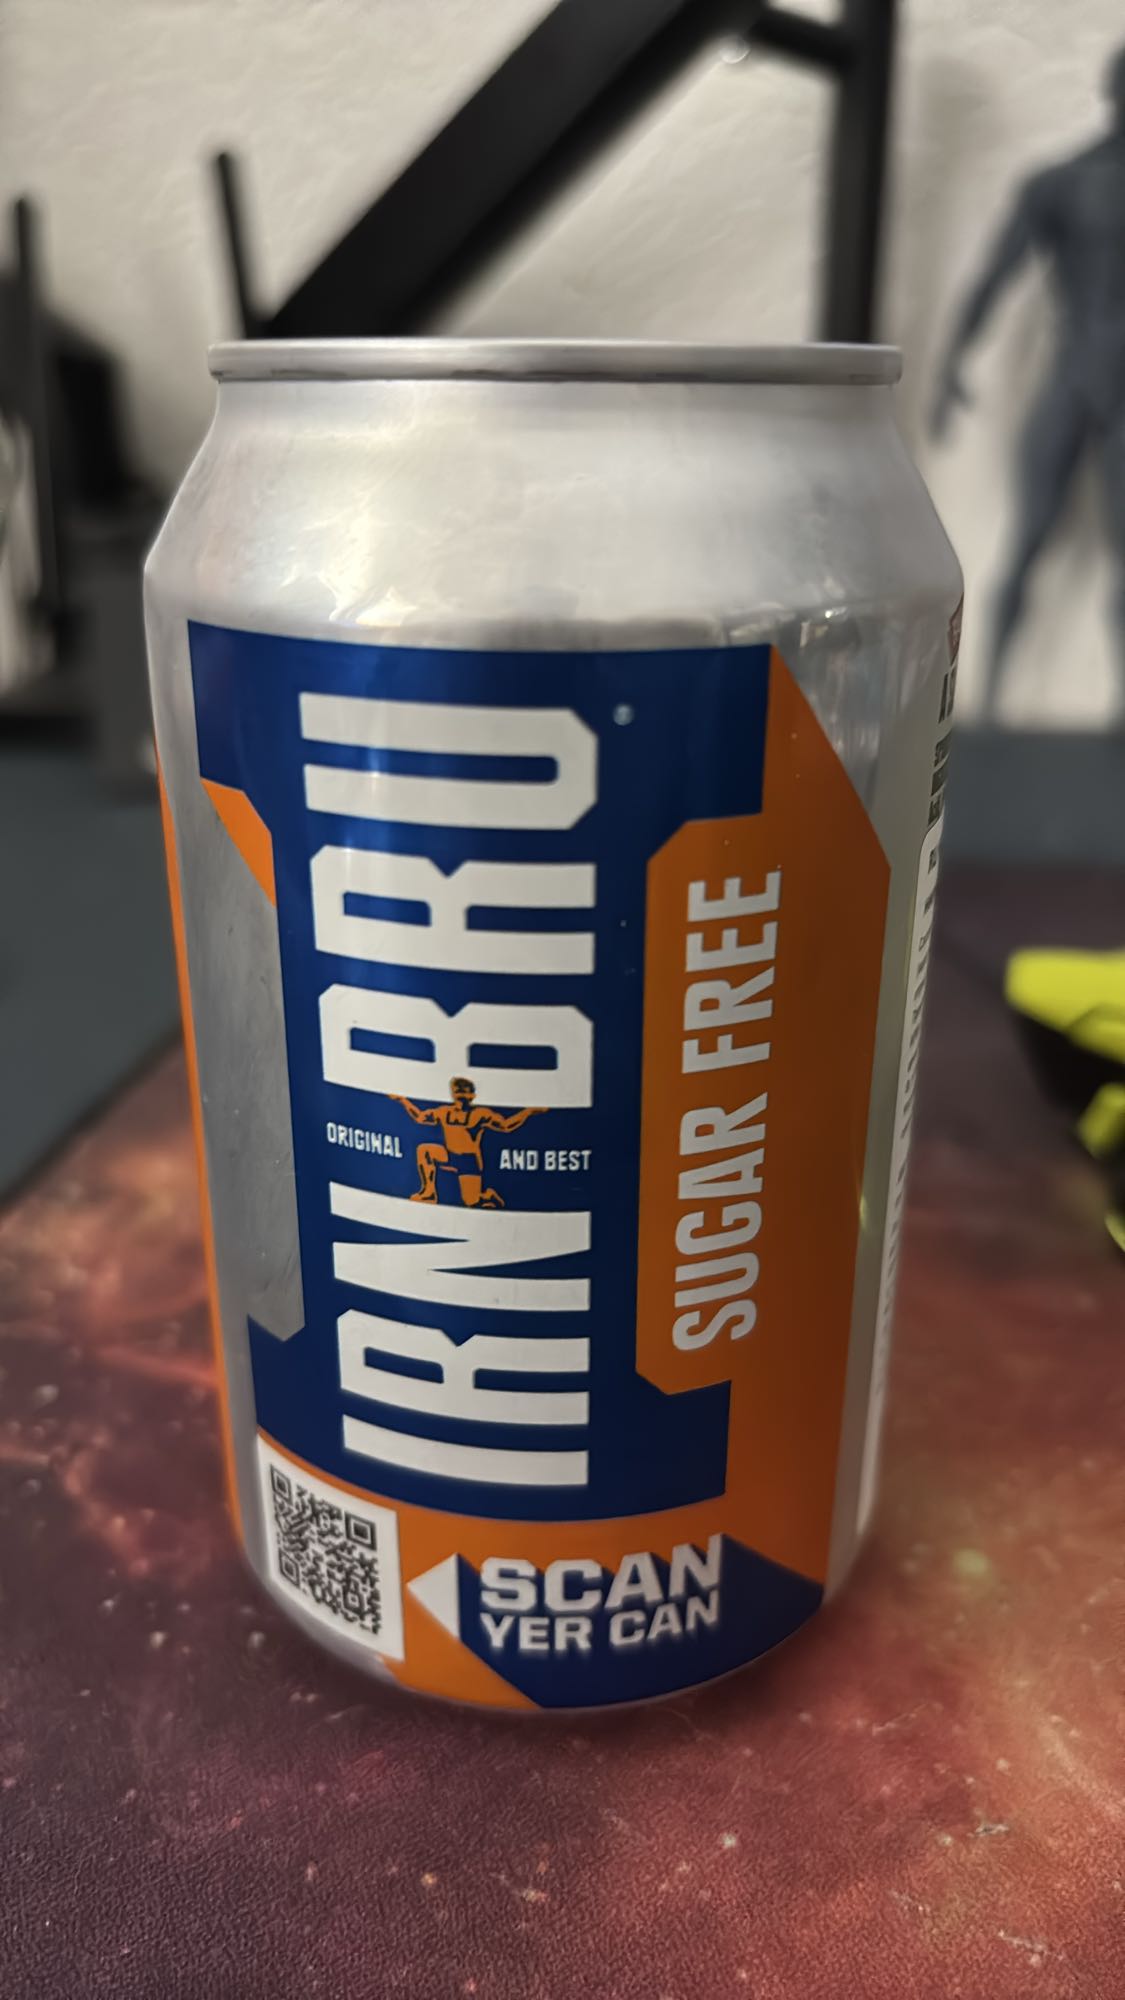 IRN BRU
ORIGINAL AND BEST
SUGAR FREE
SCAN
YER CAN